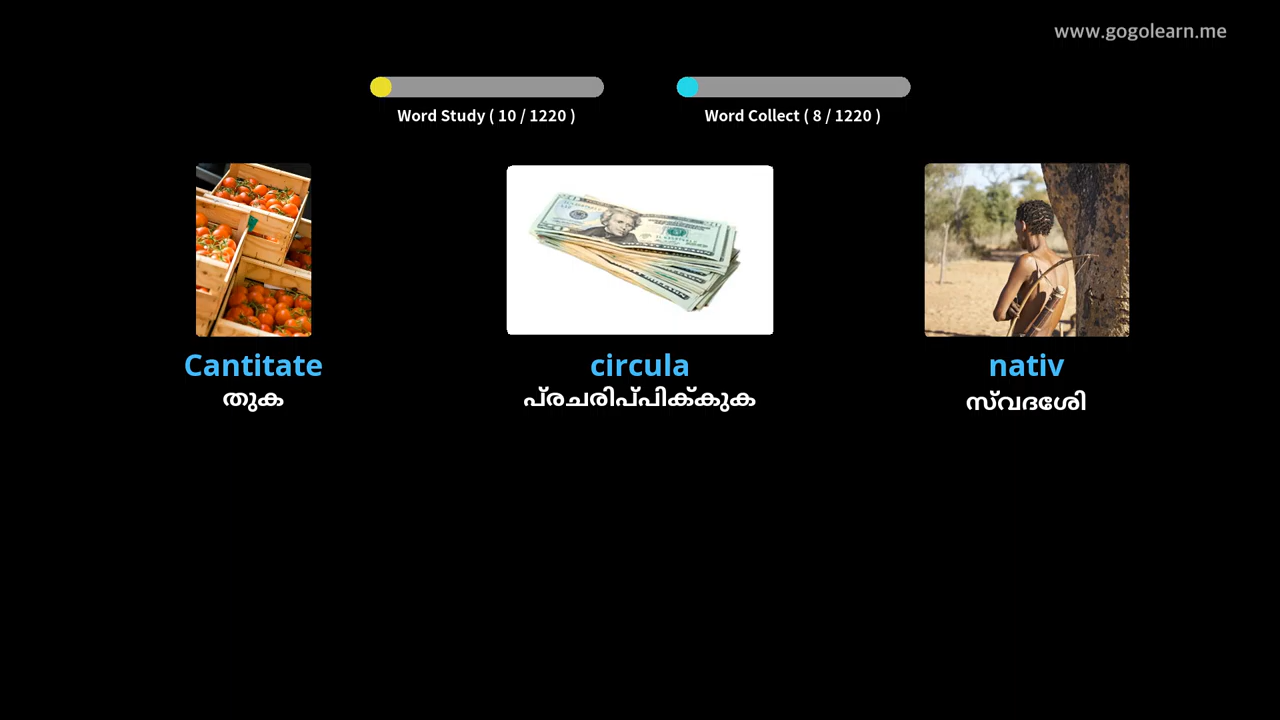 www.gogolearn.me
Word Study ( 10 / 1220 )
Word Collect ( 8 / 1220 )
Cantitate
circula
nativ
തുക
പ്രചരിപ്പിക്കുക
സ്വദേശി